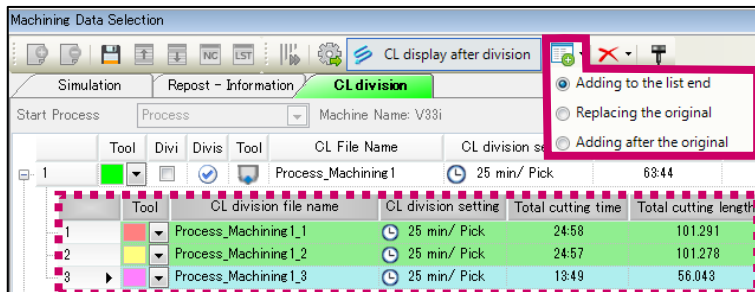 Machining Data Selection
NC LST CL display after division
Simulation Repost - Information CL division
Adding to the list end
Start Process Process Machine Name: V33i
Replacing the original
Tool Divi Divis Tool CL File Name CL division se
Adding after the original
1 Process_Machining1 25 min/ Pick 63:44
Tool CL division file name CL division setting Total cutting time Total cutting length
1 Process_Machining1_1 25 min/ Pick 24:58 101.291
2 Process_Machining1_2 25 min/ Pick 24:57 101.278
3 Process_Machining1_3 25 min/ Pick 13:49 56.043